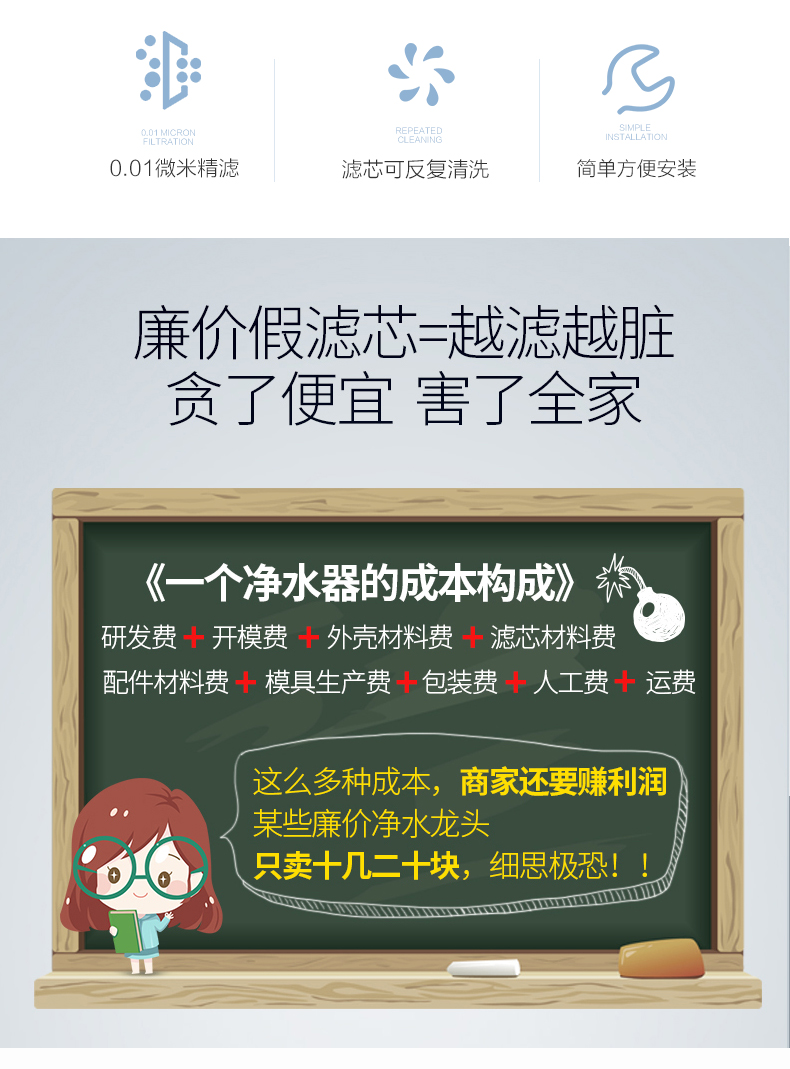 0.01 MICRON
FILTRATION
0.01微米精滤
REPEATED
CLEANING
滤芯可反复清洗
SIMPLE
INSTALLATION
简单方便安装
廉价假滤芯=越滤越脏
贪了便宜 害了全家
《一个净水器的成本构成》
研发费+开模费+外壳材料费+滤芯材料费
配件材料费+模具生产费+包装费+人工费+运费
这么多种成本，商家还要赚利润
某些廉价净水龙头
只卖十几二十块，细思极恐！！